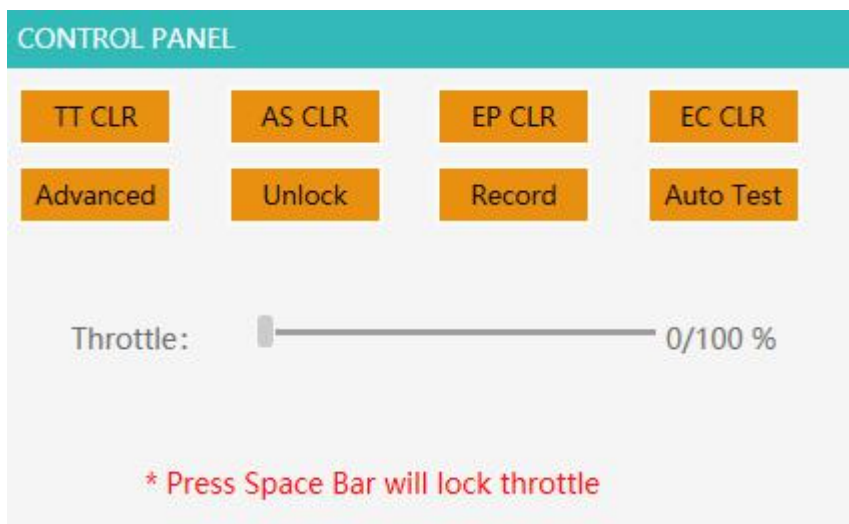 CONTROL PANEL
TT CLR AS CLR EP CLR EC CLR
Advanced Unlock Record Auto Test
Throttle: 0/100 %
* Press Space Bar will lock throttle